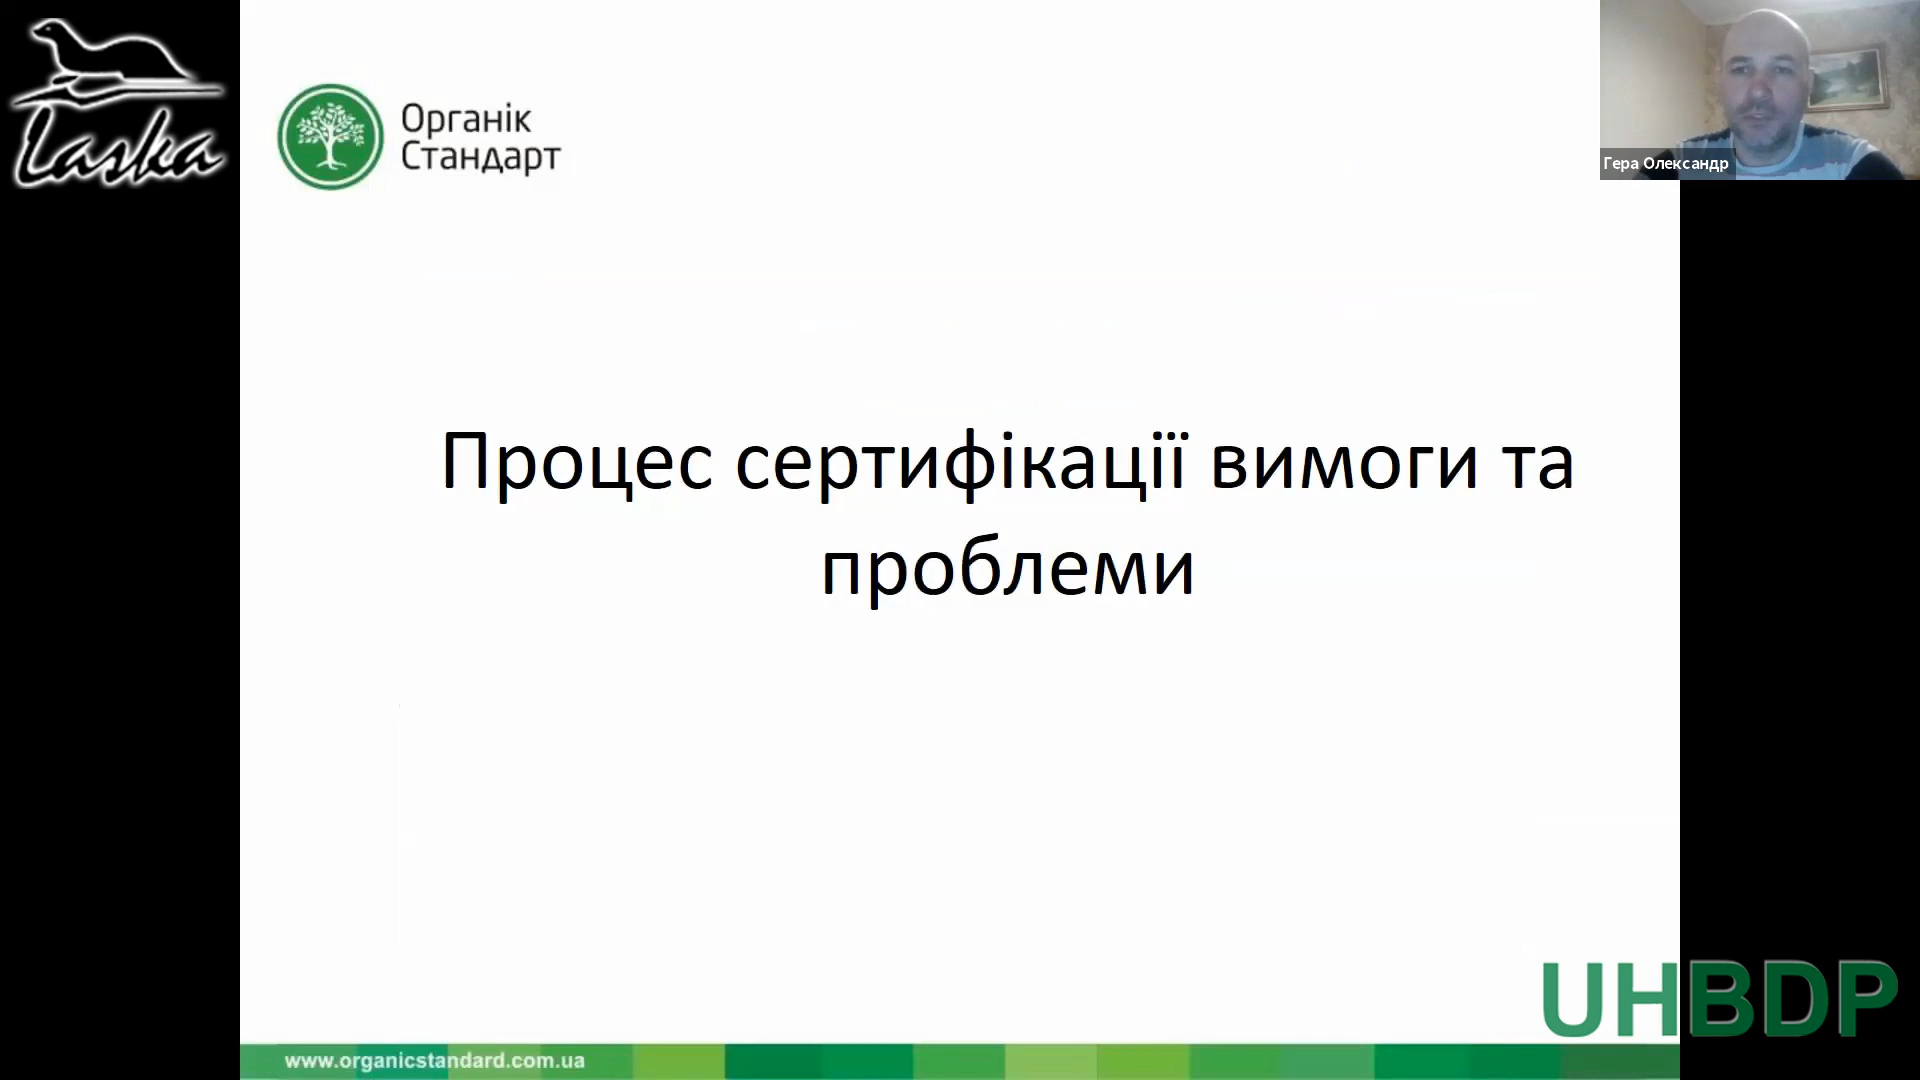 Laska
Органік
Стандарт
Гера Олександр
Процес сертифікації вимоги та
проблеми
UHBDP
www.organicstandard.com.ua